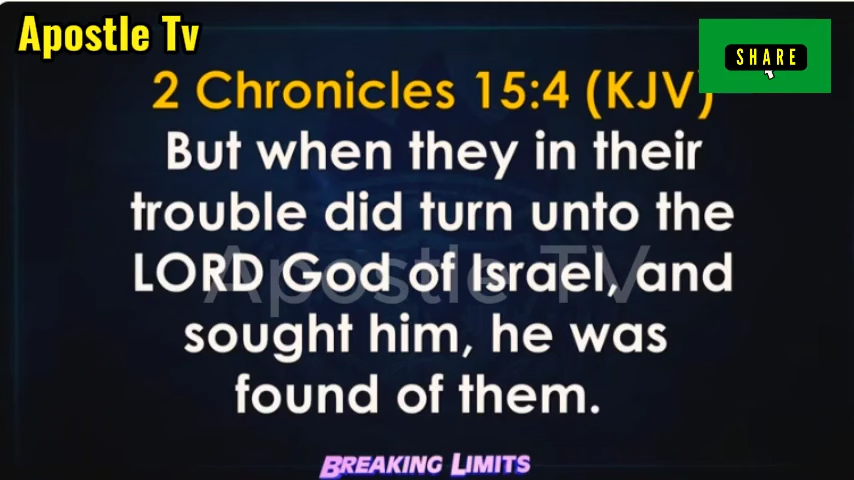 Apostle Tv
SHARE
2 Chronicles 15:4 (KJV)
But when they in their
trouble did turn unto the
LORD God of Israel, and
Apostle TV
sought him, he was
found of them.
BREAKING LIMITS